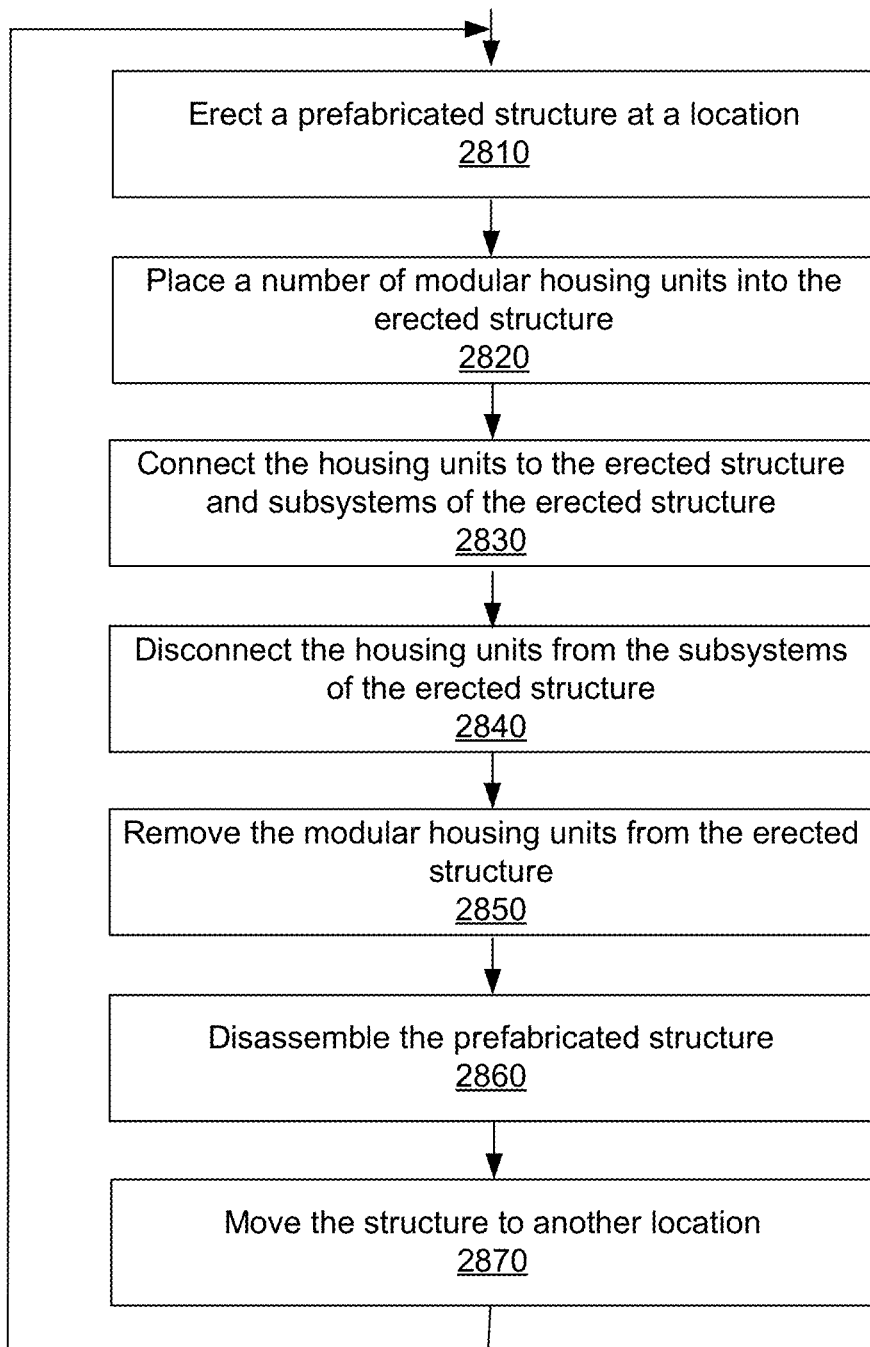 Erect a prefabricated structure at a location
2810
Place a number of modular housing units into the
erected structure
2820
Connect the housing units to the erected structure
and subsystems of the erected structure
2830
Disconnect the housing units from the subsystems
of the erected structure
2840
Remove the modular housing units from the erected
structure
2850
Disassemble the prefabricated structure
2860
Move the structure to another location
2870